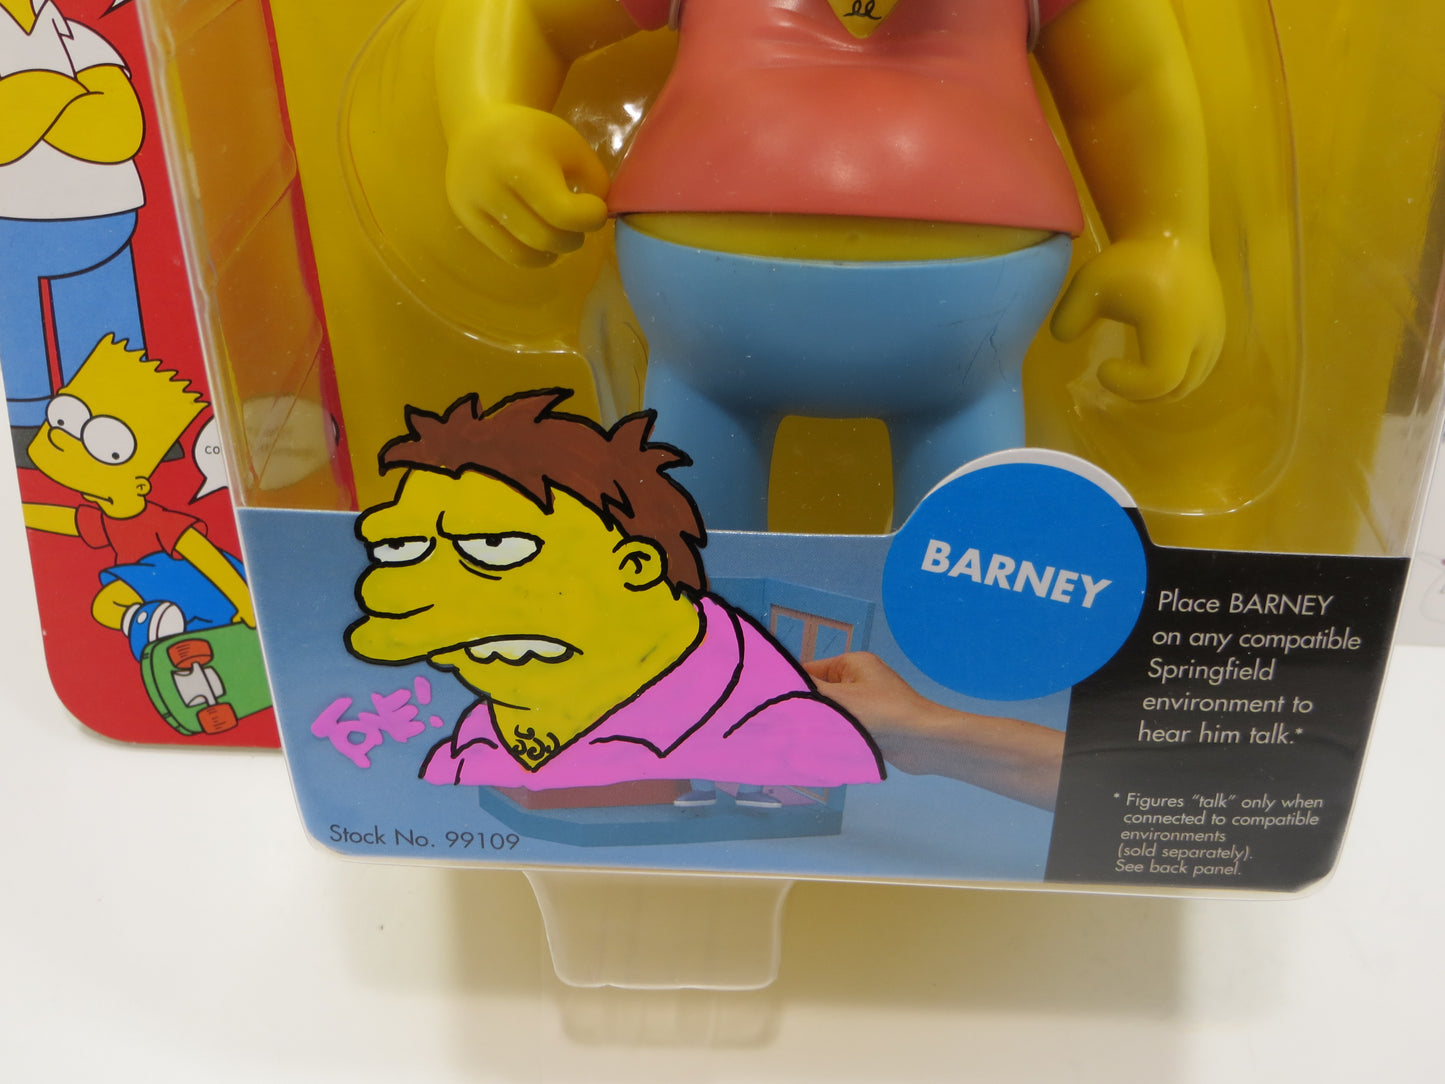 CO
BARNEY
Place BARNEY
on any compatible
Springfield
environment to
hear him talk.*
* Figures "talk" only when
connected to compatible
environments
(sold separately).
See back panel.
Stock No. 99109